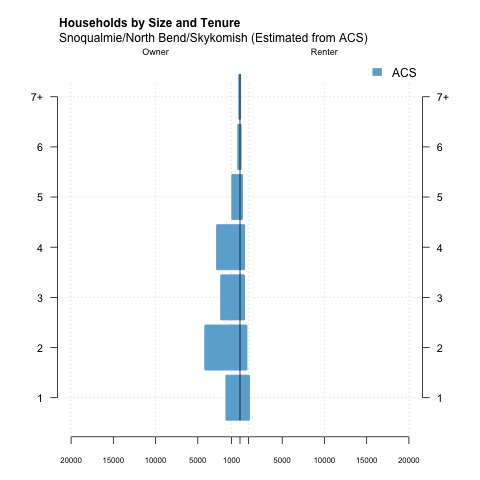 Households by Size and Tenure
Snoqualmie/North Bend/Skykomish (Estimated from ACS)
Owner Renter
ACS
7+ 7+
6 6
5 5
4 4
3 3
2 2
1 1
20000 15000 10000 5000 1000 5000 10000 15000 20000